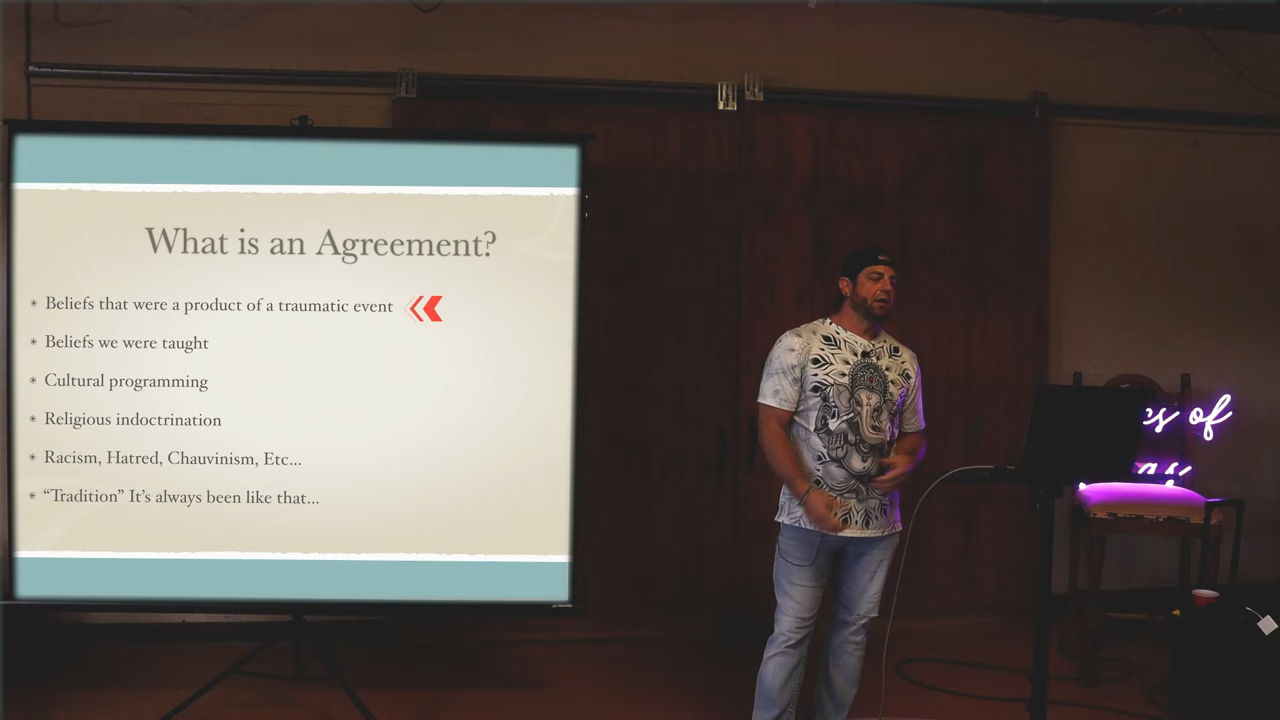 What is an Agreement?
* Beliefs that were a product of a traumatic event
* Beliefs we were taught
* Cultural programming
* Religious indoctrination
* Racism, Hatred, Chauvinism, Etc...
* “Tradition” It’s always been like that...
of